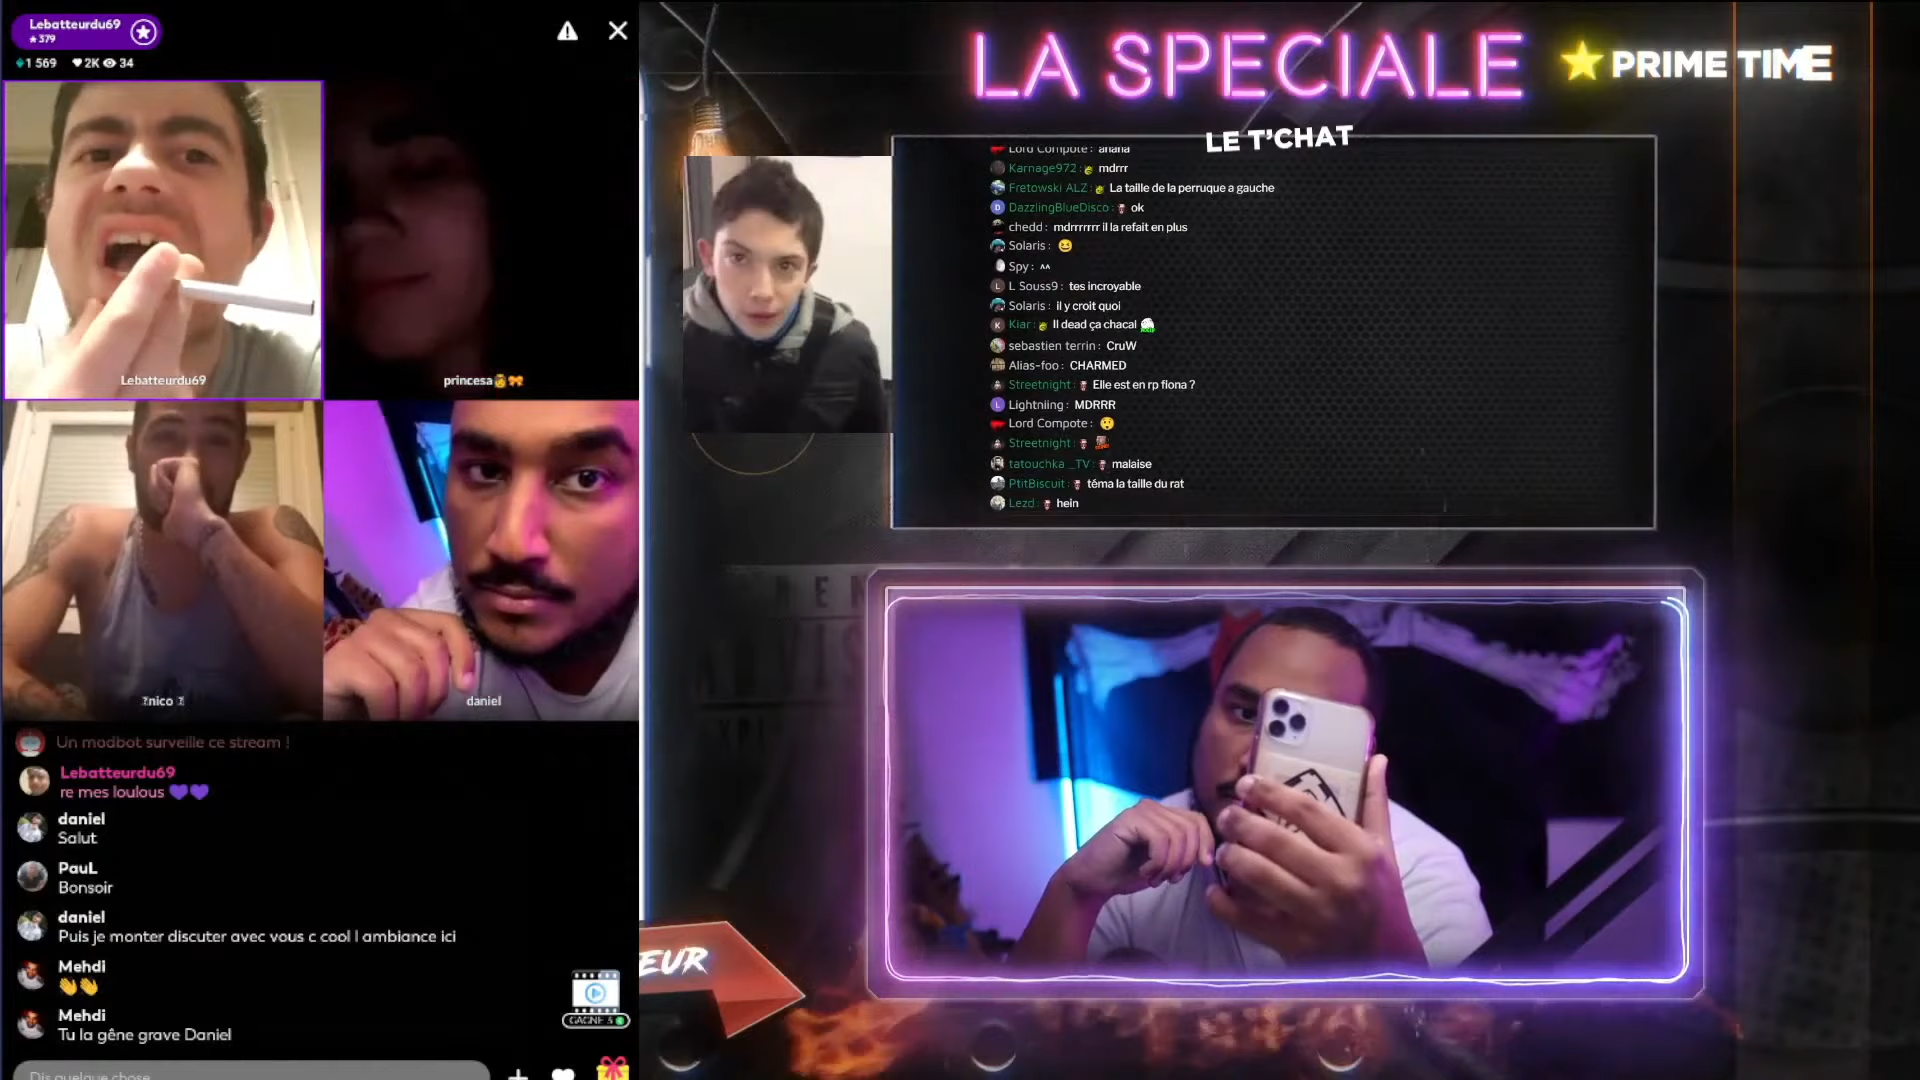 Lebatteurdu69
★379
1 569 2K 34
Lebatteurdu69
princesa
nico
daniel
Un modbot surveille ce stream !
Lebatteurdu69
re mes loulous 💜💜
daniel
Salut
PauL
Bonsoir
daniel
Puis je monter discuter avec vous c cool l ambiance ici
Mehdi
👏👏
Mehdi
Tu la gêne grave Daniel
GAGNE 3
Dis quelque chose
EUR
LA SPECIALE
PRIME TIME
LE T'CHAT
Lord Compote : ahaha
Karnage972 : mdrr
Fretowski ALZ : La taille de la perruque a gauche
DazzlingBlueDisco : ok
chedd : mdrrrrrrr il la refait en plus
Solaris : 😆
Spy : ^^
L Souss9 : tes incroyable
Solaris : il y croit quoi
Kiar : Il dead ça chacal
sebastien terrin : CruW
Alias-foo : CHARMED
Streetnight : Elle est en rp fiona ?
Lightniing : MDRRR
Lord Compote : 😲
Streetnight :
tatouchka _TV : malaise
PtitBiscuit : téma la taille du rat
Lezd : hein